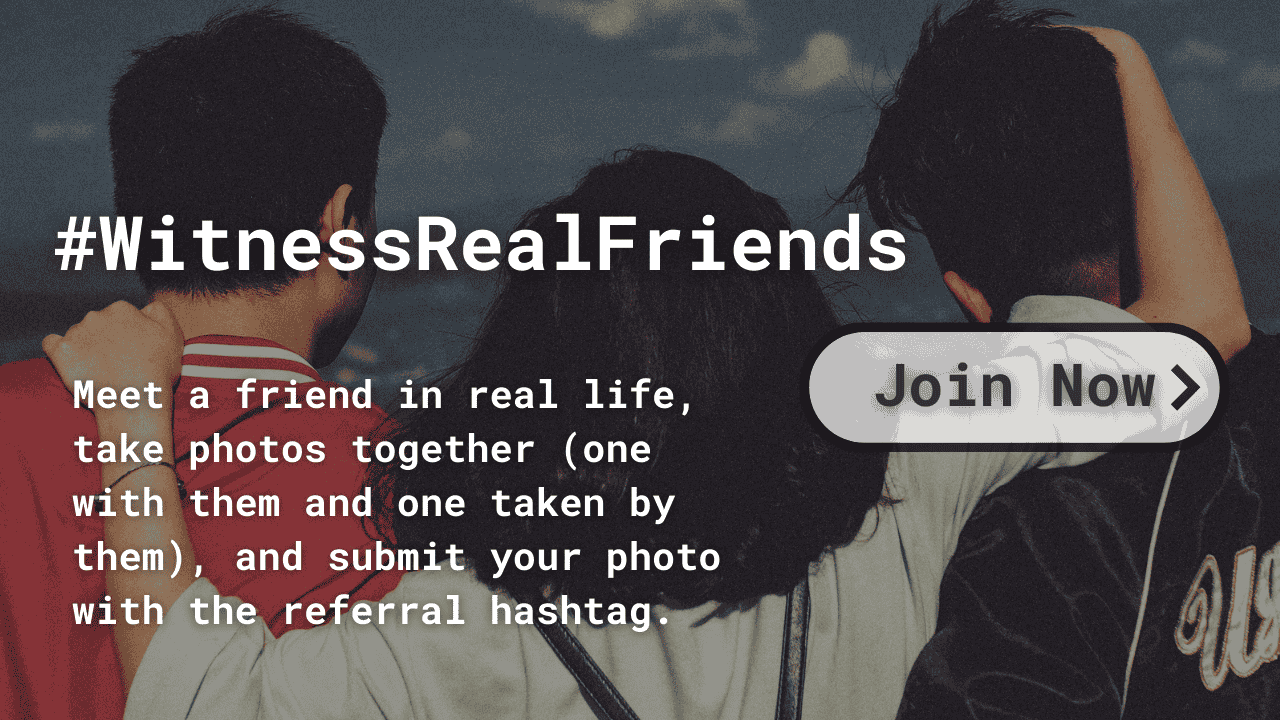 #WitnessRealFriends
Join Now
Meet a friend in real life,
take photos together (one
with them and one taken by
them), and submit your photo
with the referral hashtag.